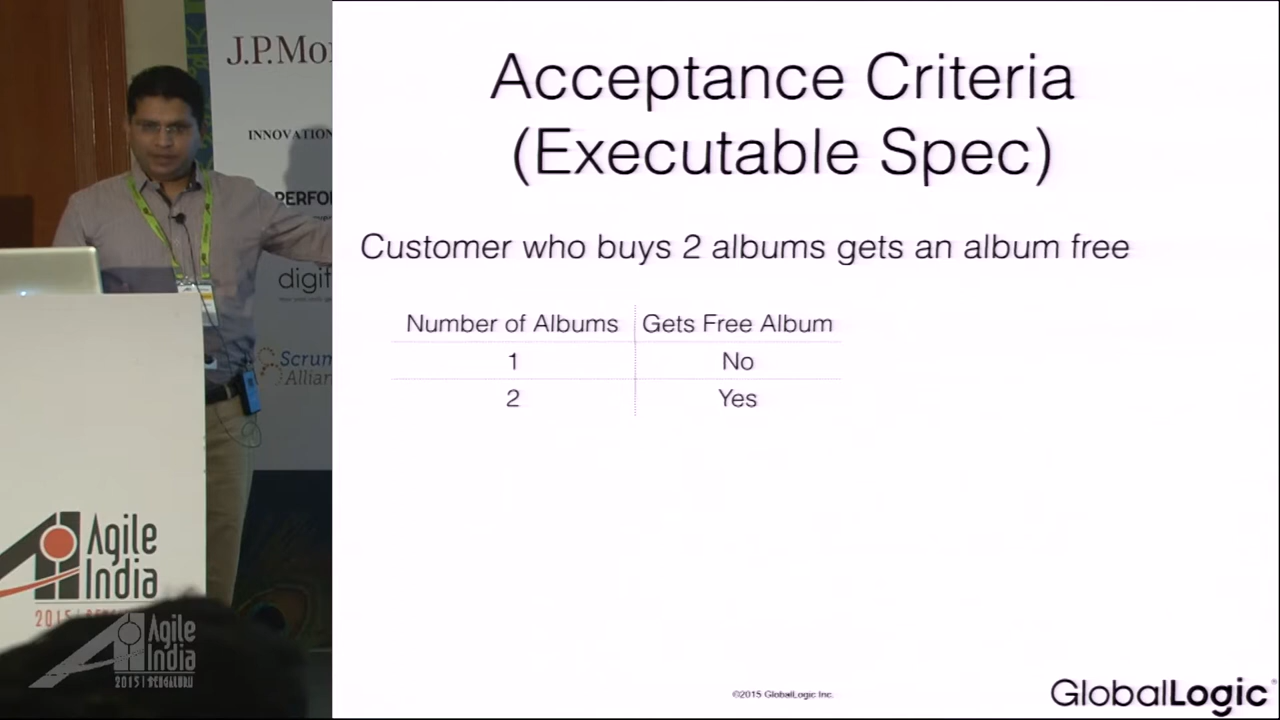 Acceptance Criteria
(Executable Spec)
Customer who buys 2 albums gets an album free
Number of Albums Gets Free Album
1 No
2 Yes
©2015 GlobalLogic Inc.
GlobalLogic
J.P.Mo
INNOVATION
PERFO
digi
Scrum
Allian
Agile
India
2015
Agile
India
2015 BENGALURU